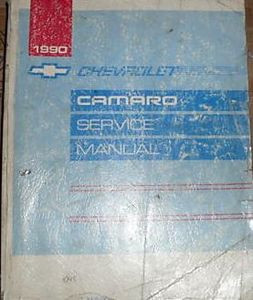 1990
CHEVROLET
CAMARO
SERVICE
MANUAL